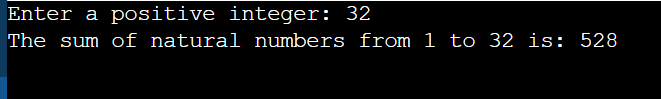 Enter a positive integer: 32
The sum of natural numbers from 1 to 32 is: 528